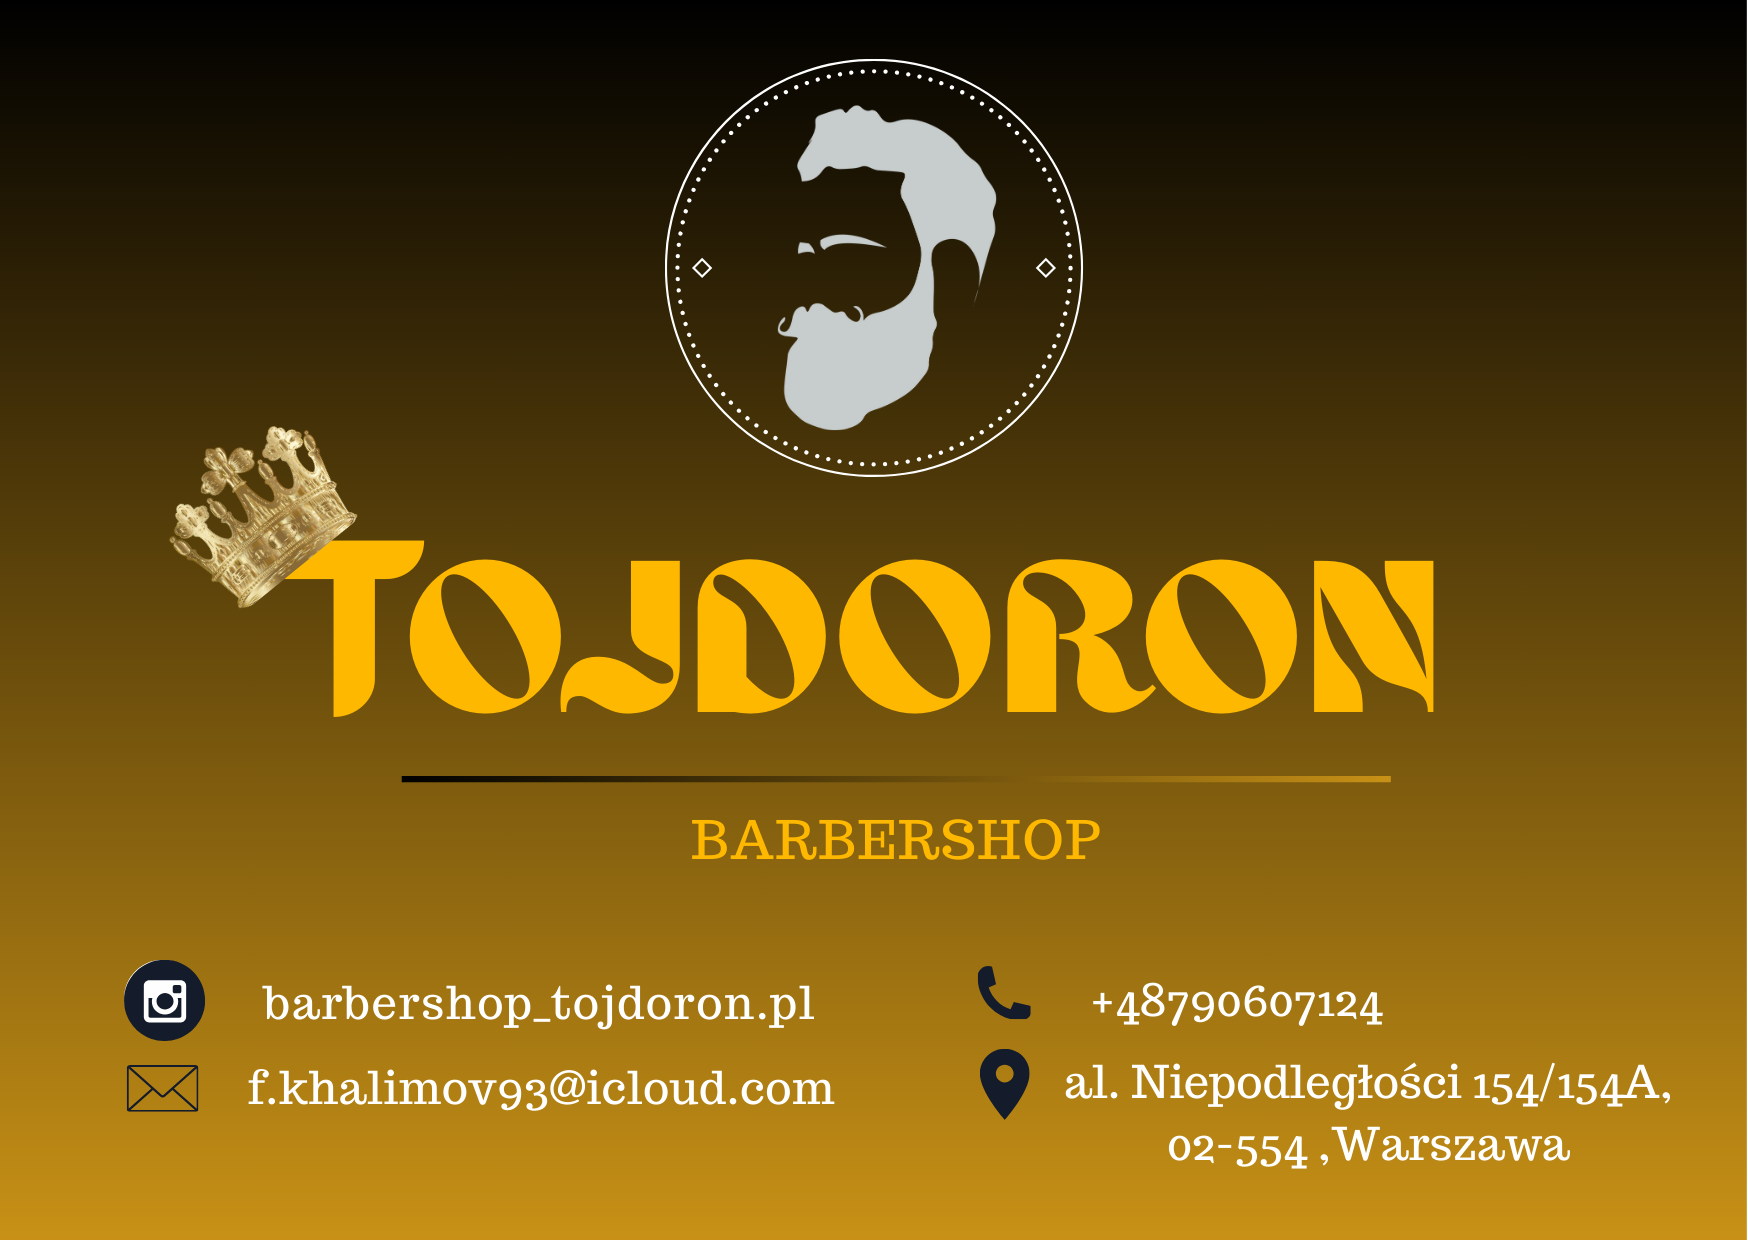 TOJDORON
BARBERSHOP
barbershop_tojdoron.pl
+48790607124
f.khalimov93@icloud.com
al. Niepodległości 154/154A,
02-554 ,Warszawa